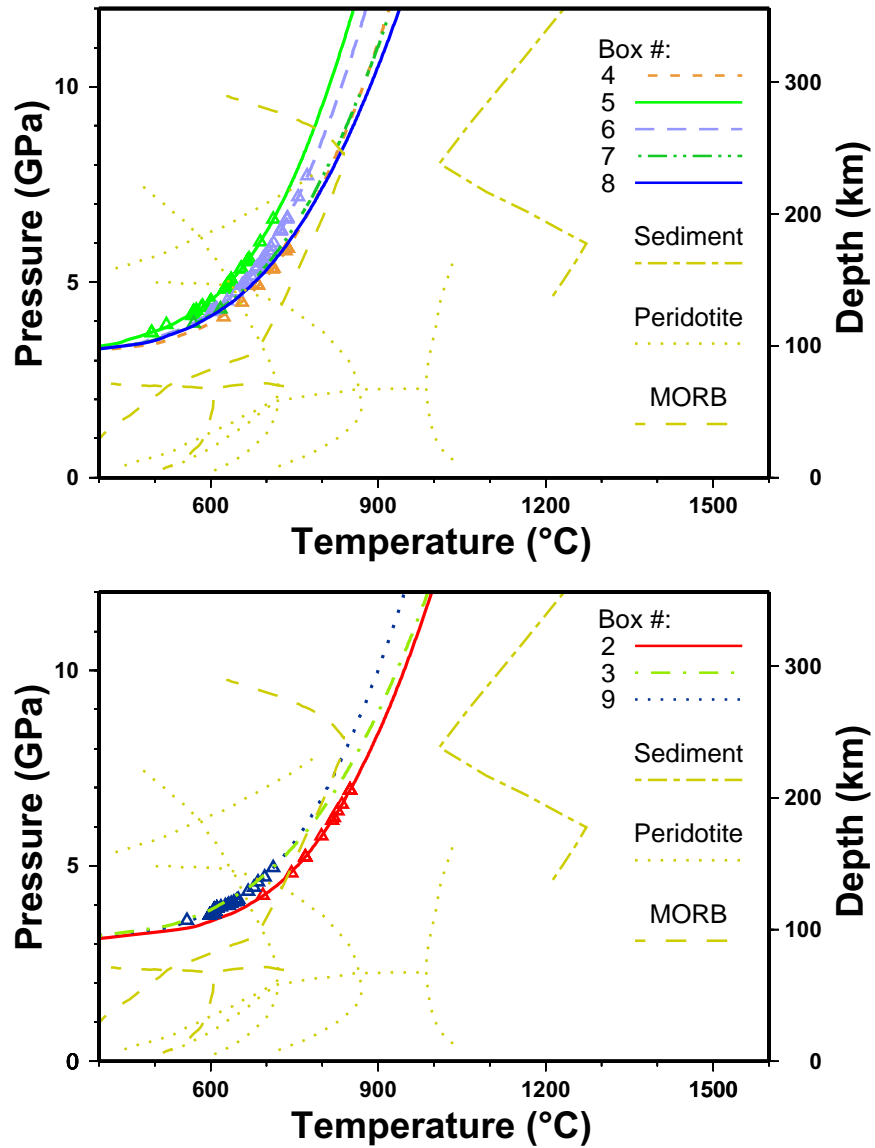 Box #:
4
5
6
7
8
Sediment
Peridotite
MORB
Pressure (GPa)
10
5
0
Depth (km)
300
200
100
0
600
900
1200
1500
Temperature (°C)
Box #:
2
3
9
Sediment
Peridotite
MORB
Pressure (GPa)
10
5
0
Depth (km)
300
200
100
0
600
900
1200
1500
Temperature (°C)